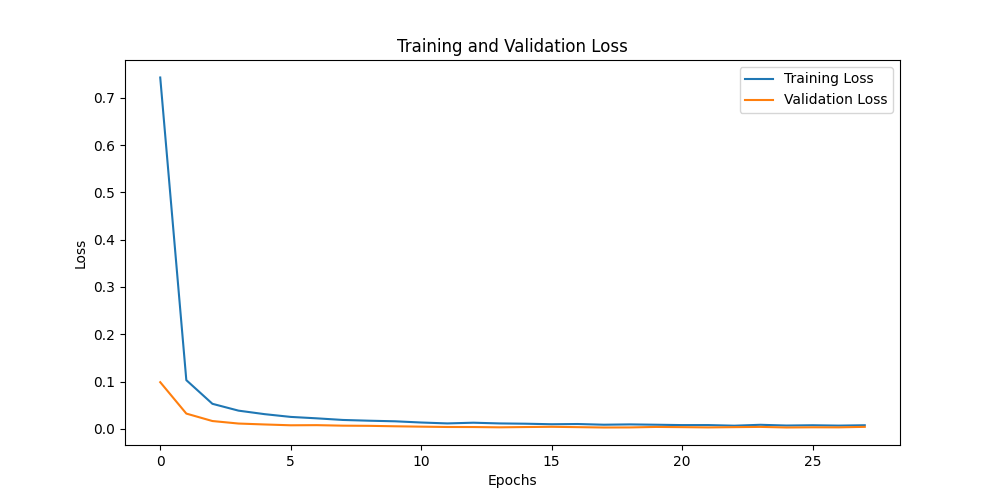 Training and Validation Loss
Training Loss
Validation Loss
0.7
0.6
0.5
0.4
0.3
0.2
0.1
0.0
Loss
0 5 10 15 20 25
Epochs